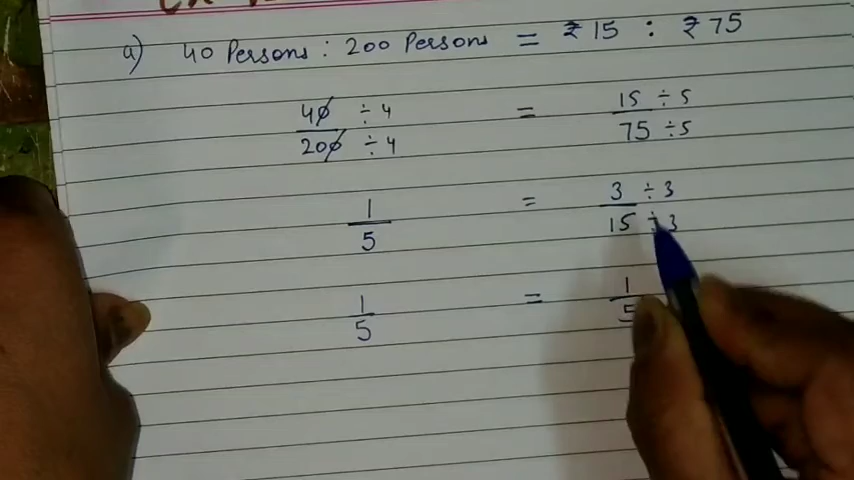 a) 40 Persons : 200 Persons = ₹ 15 : ₹ 75
40 ÷ 4 = 15 ÷ 5
200 ÷ 4 75 ÷ 5
1 = 3 ÷ 3
5 15 ÷ 3
1 = 1
5 5